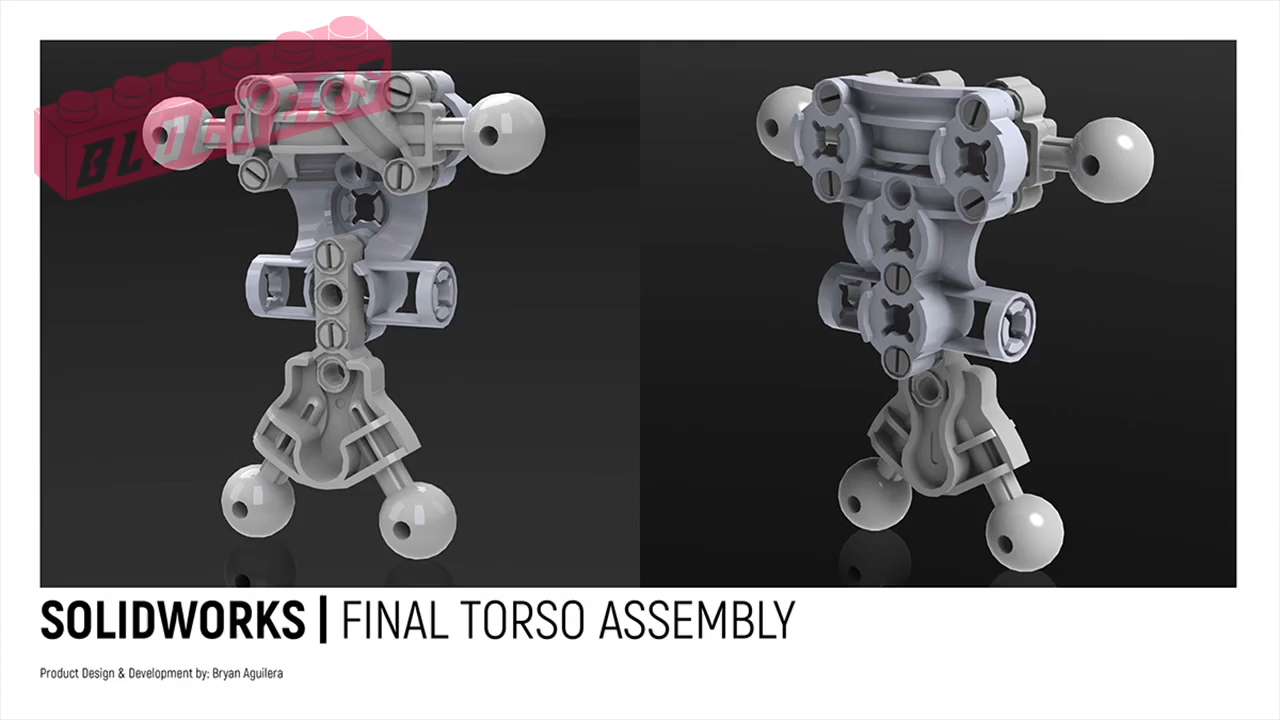 SOLIDWORKS | FINAL TORSO ASSEMBLY
Product Design & Development by: Bryan Aguilera